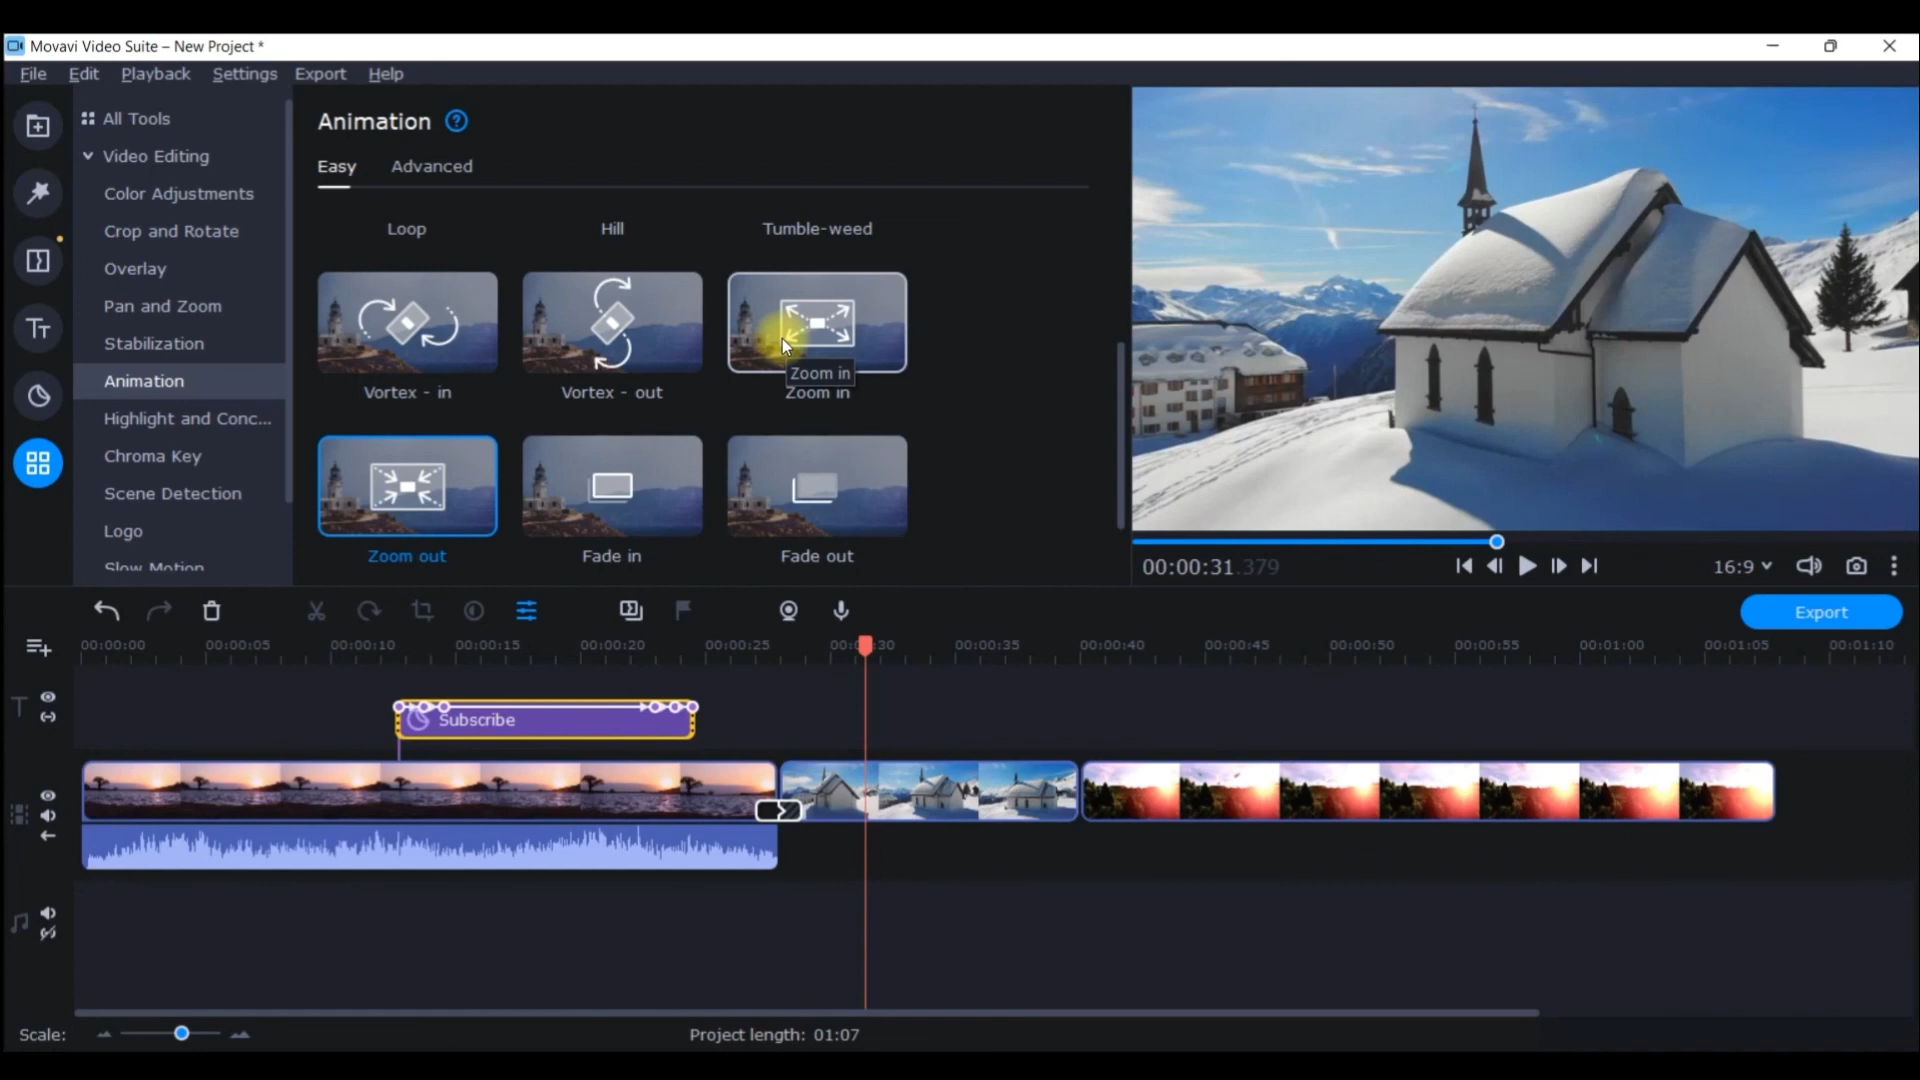 Movavi Video Suite – New Project *
File Edit Playback Settings Export Help
All Tools
Video Editing
Color Adjustments
Crop and Rotate
Overlay
Pan and Zoom
Stabilization
Animation
Highlight and Conc...
Chroma Key
Scene Detection
Logo
Slow Motion
Animation ?
Easy Advanced
Loop Hill Tumble-weed
Zoom in
Vortex - in Vortex - out Zoom in
Zoom out Fade in Fade out
00:00:31.379
16:9
Export
00:00:00 00:00:05 00:00:10 00:00:15 00:00:20 00:00:25 00:00:30 00:00:35 00:00:40 00:00:45 00:00:50 00:00:55 00:01:00 00:01:05 00:01:10
Subscribe
Scale:
Project length: 01:07